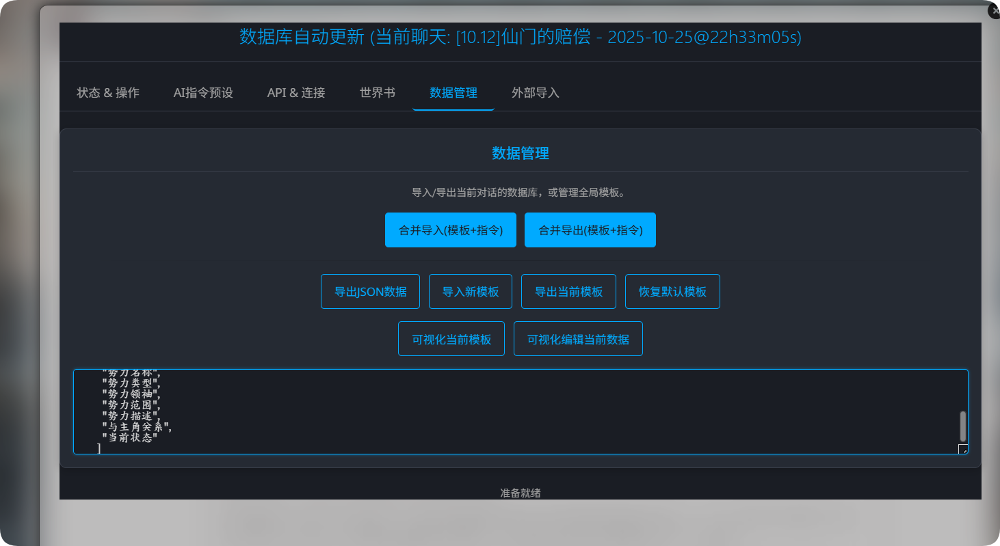 数据库自动更新 (当前聊天: [10.12]仙门的赔偿 - 2025-10-25@22h33m05s)
状态 & 操作 AI指令预设 API & 连接 世界书 数据管理 外部导入
数据管理
导入/导出当前对话的数据库，或管理全局模板。
合并导入(模板+指令) 合并导出(模板+指令)
导出JSON数据 导入新模板 导出当前模板 恢复默认模板
可视化当前模板 可视化编辑当前数据
"势力名称",
"势力类型",
"势力领袖",
"势力范围",
"势力描述",
"与主角关系",
"当前状态"
]
准备就绪